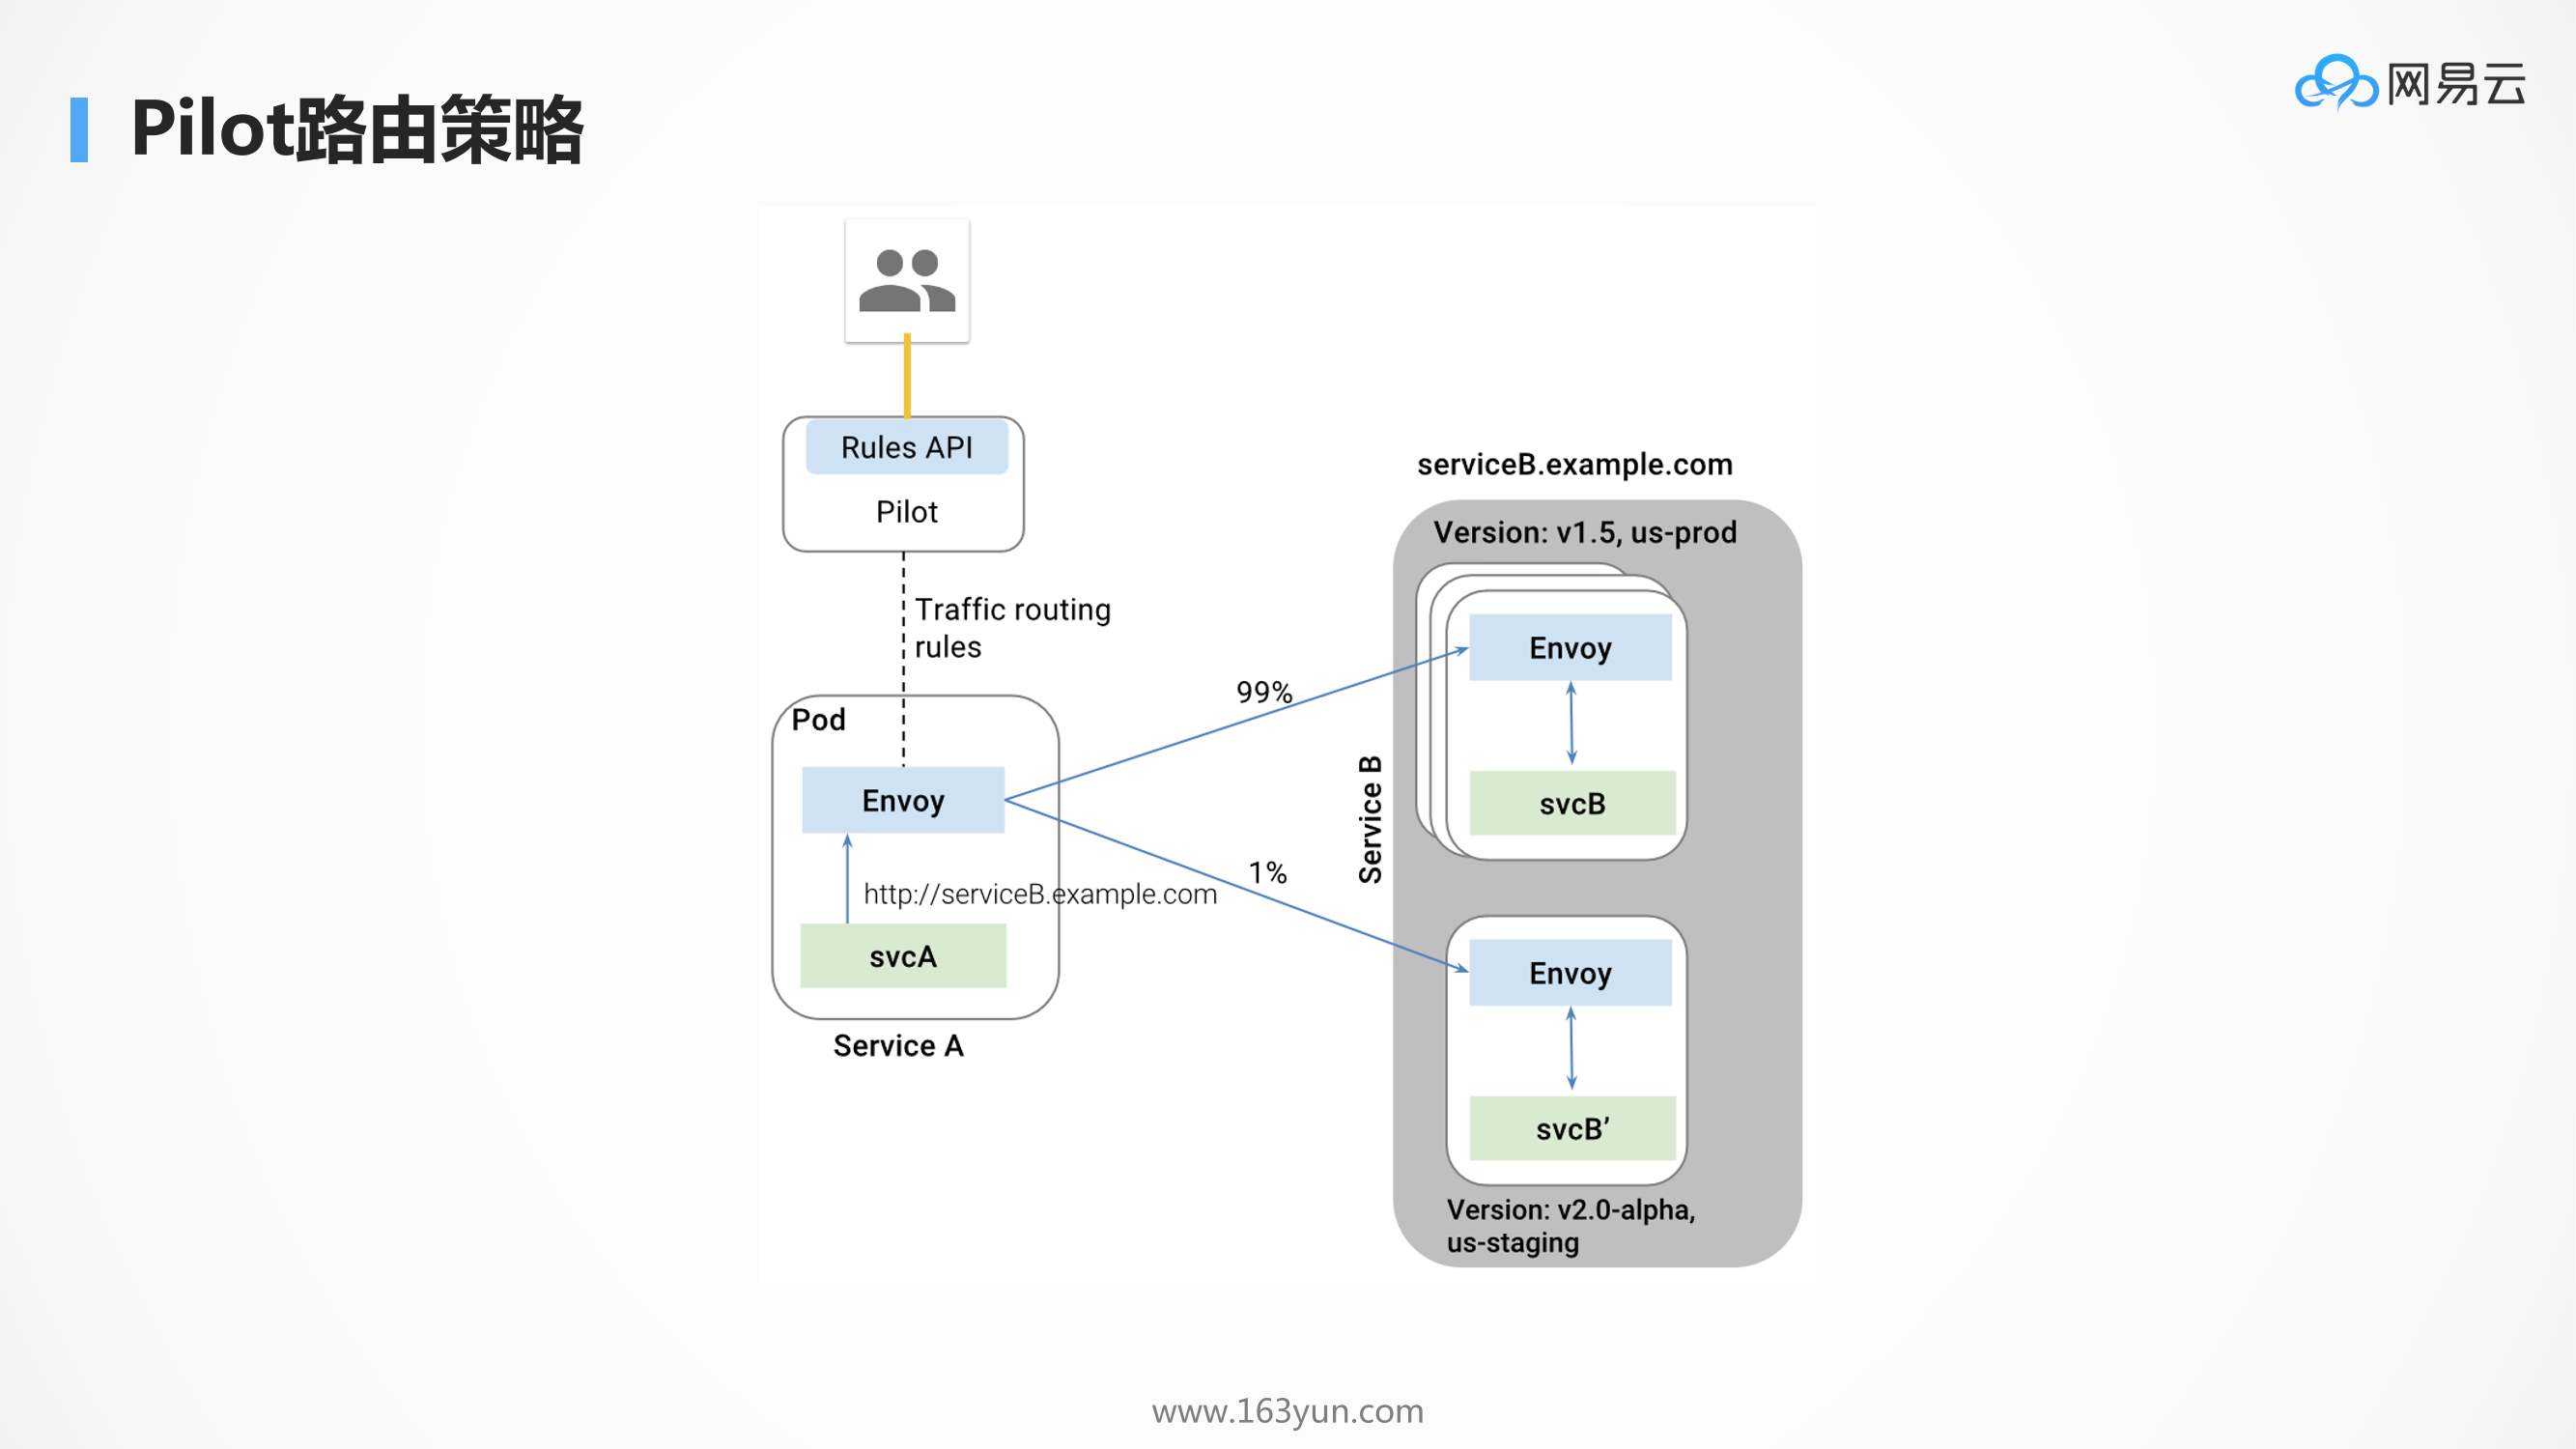 Pilot路由策略
网易云
Rules API
Pilot
Traffic routing
rules
Pod
Envoy
http://serviceB.example.com
svcA
Service A
99%
1%
serviceB.example.com
Version: v1.5, us-prod
Service B
Envoy
svcB
Envoy
svcB’
Version: v2.0-alpha,
us-staging
www.163yun.com